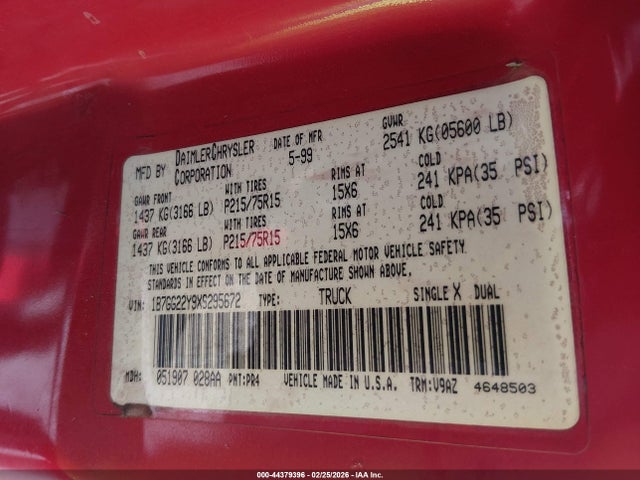 MFD BY DAIMLERCHRYSLER CORPORATION DATE OF MFR 5-99 GVWR 2541 KG(05600 LB)
GAWR FRONT WITH TIRES RIMS AT COLD
1437 KG(3166 LB) P215/75R15 15X6 241 KPA(35 PSI)
GAWR REAR WITH TIRES RIMS AT COLD
1437 KG(3166 LB) P215/75R15 15X6 241 KPA(35 PSI)
THIS VEHICLE CONFORMS TO ALL APPLICABLE FEDERAL MOTOR VEHICLE SAFETY
STANDARDS IN EFFECT ON THE DATE OF MANUFACTURE SHOWN ABOVE.
VIN: 1B7GG22Y9XS295672 TYPE: TRUCK SINGLE X DUAL
MDH: 051907 028AA PNT:PR4 VEHICLE MADE IN U.S.A. TRM:V9AZ 4648503
000-44379396 - 02/25/2026 - IAA Inc.